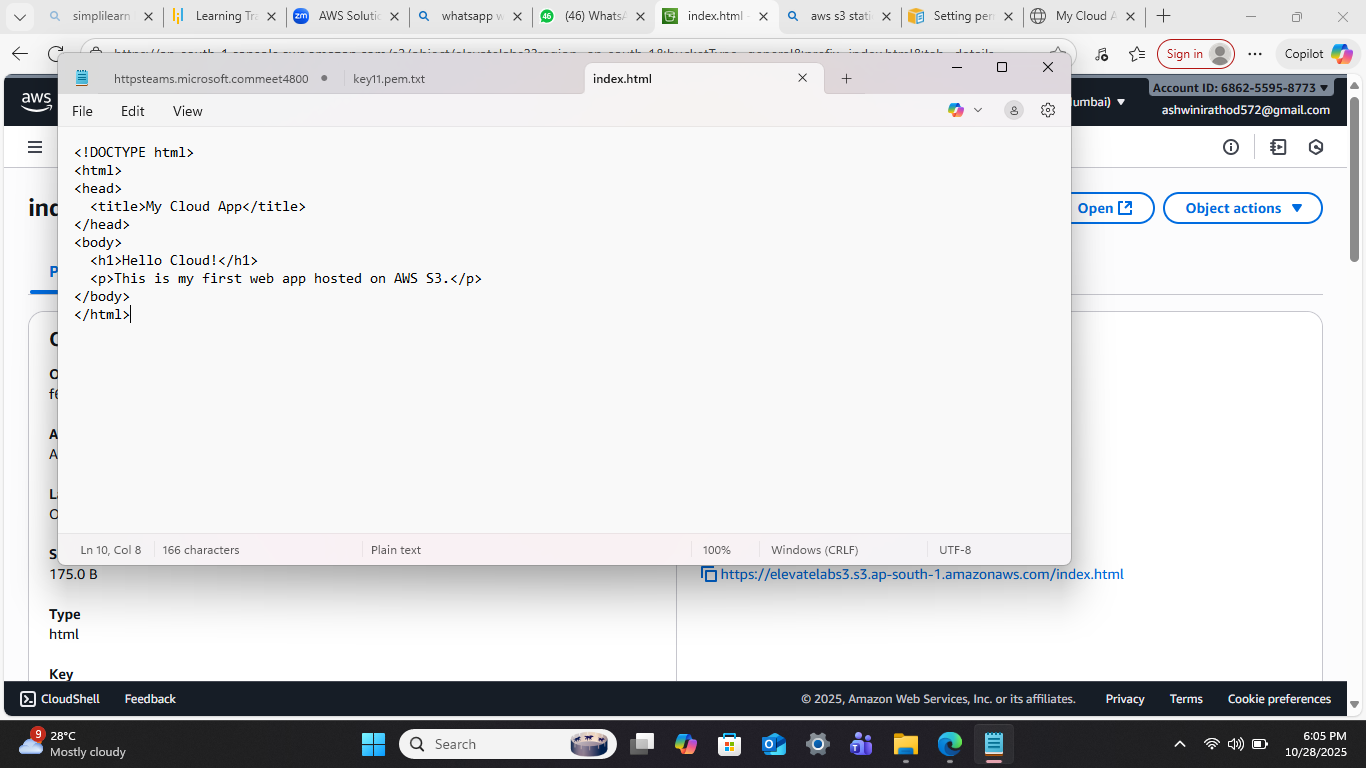 simplilearn
Learning Tra
AWS Soluti
whatsapp w
(46) WhatsA
index.html -
aws s3 stati
Setting per
My Cloud A
Sign in
Copilot
httpsteams.microsoft.commeet4800
key11.pem.txt
index.html
File
Edit
View
<!DOCTYPE html>
<html>
<head>
  <title>My Cloud App</title>
</head>
<body>
  <h1>Hello Cloud!</h1>
  <p>This is my first web app hosted on AWS S3.</p>
</body>
</html>
Ln 10, Col 8
166 characters
Plain text
100%
Windows (CRLF)
UTF-8
aws
umbai)
Account ID: 6862-5595-8773
ashwinirathod572@gmail.com
Open
Object actions
175.0 B
https://elevatelabs3.s3.ap-south-1.amazonaws.com/index.html
Type
html
Key
CloudShell
Feedback
© 2025, Amazon Web Services, Inc. or its affiliates.
Privacy
Terms
Cookie preferences
9
28°C
Mostly cloudy
Search
6:05 PM
10/28/2025